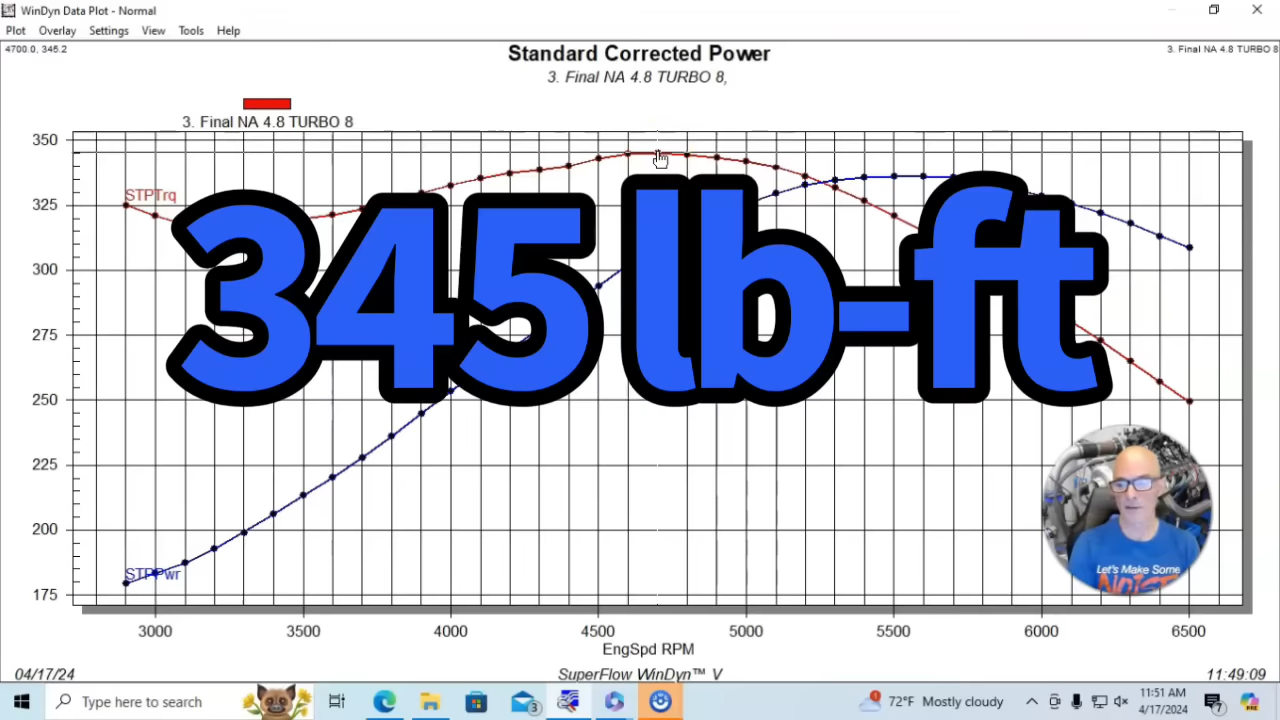 WinDyn Data Plot - Normal
Plot Overlay Settings View Tools Help
4700.0, 345.2
Standard Corrected Power
3. Final NA 4.8 TURBO 8
3. Final NA 4.8 TURBO 8,
3. Final NA 4.8 TURBO 8
350
STPTrq
325
300
345 lb-ft
275
250
225
200
STPPwr
175
Let's Make Some
NOISE
3000 3500 4000 4500 5000 5500 6000 6500
EngSpd RPM
04/17/24 SuperFlow WinDyn™ V 11:49:09
Type here to search 3 72°F Mostly cloudy 11:51 AM 7 PRE
4/17/2024